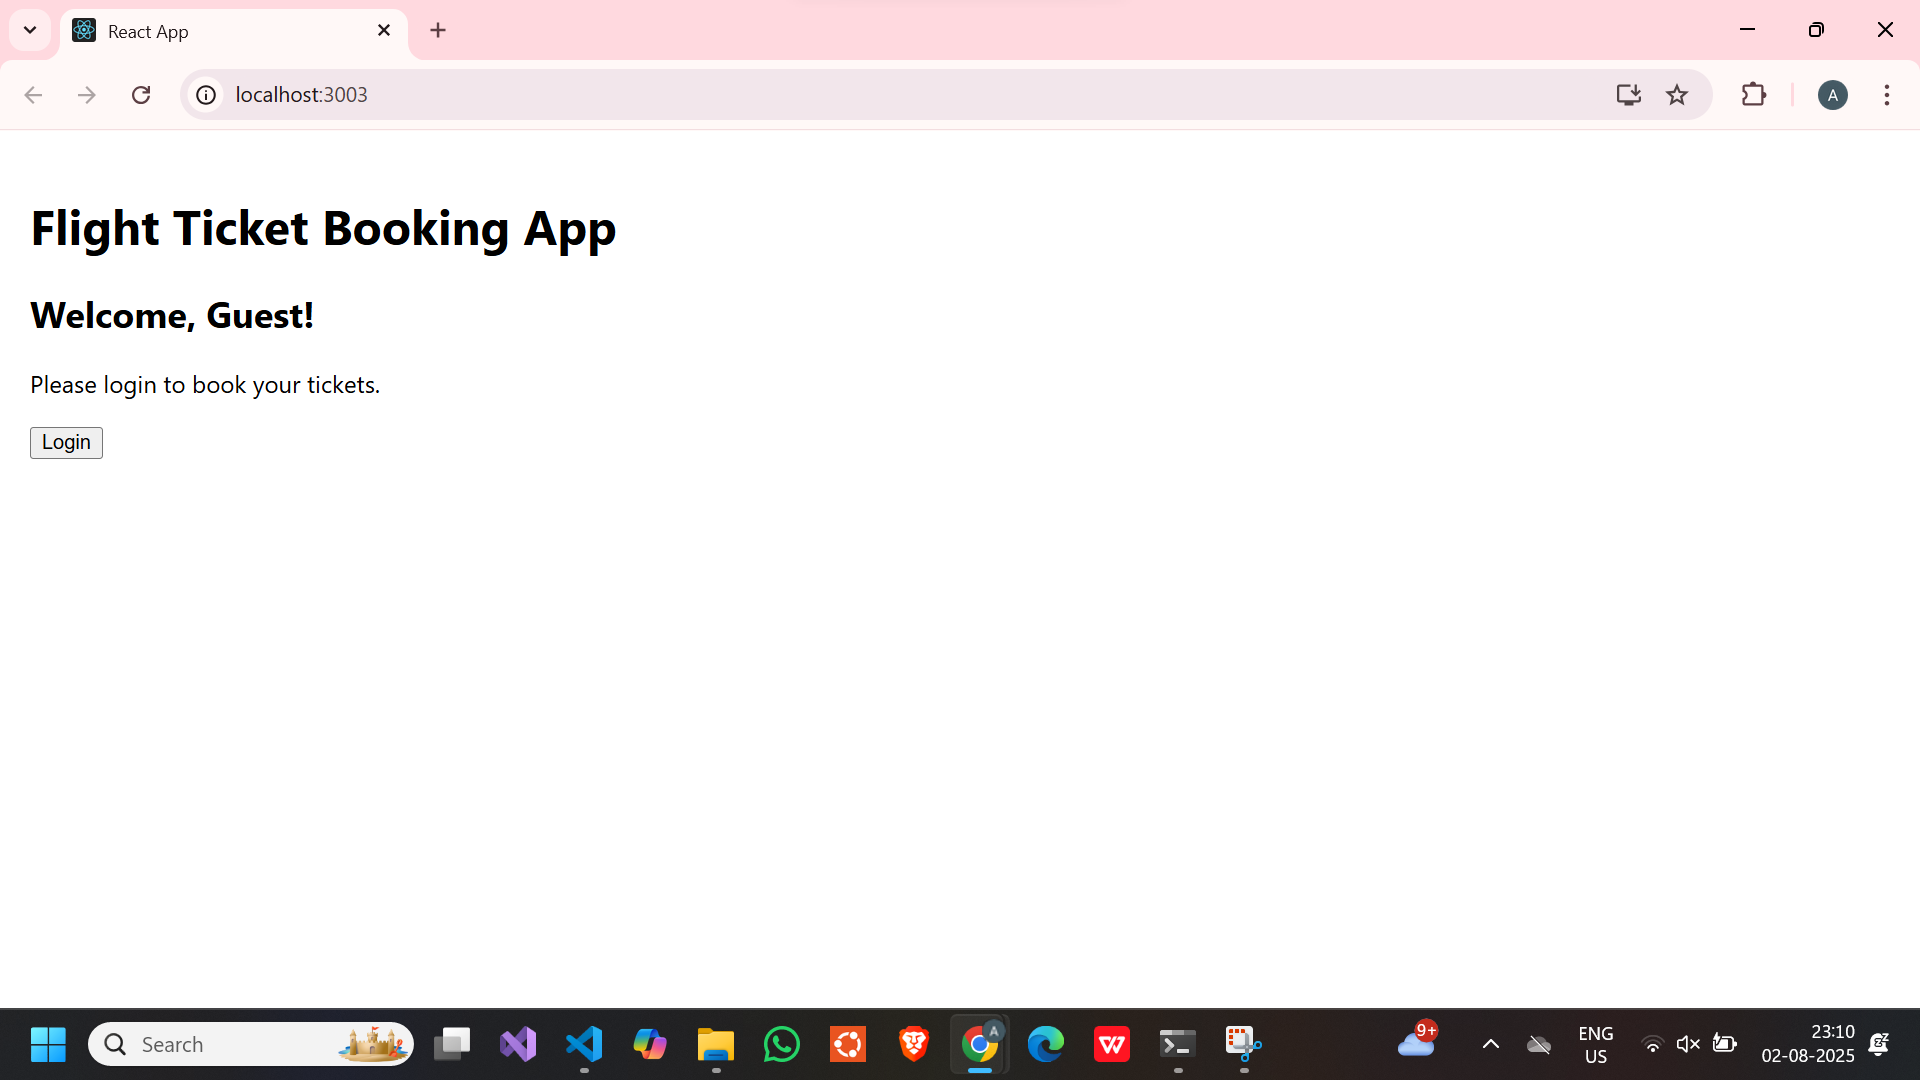 React App
localhost:3003
A
Flight Ticket Booking App
Welcome, Guest!
Please login to book your tickets.
Login
Search
A
9+
ENG
US
23:10
02-08-2025